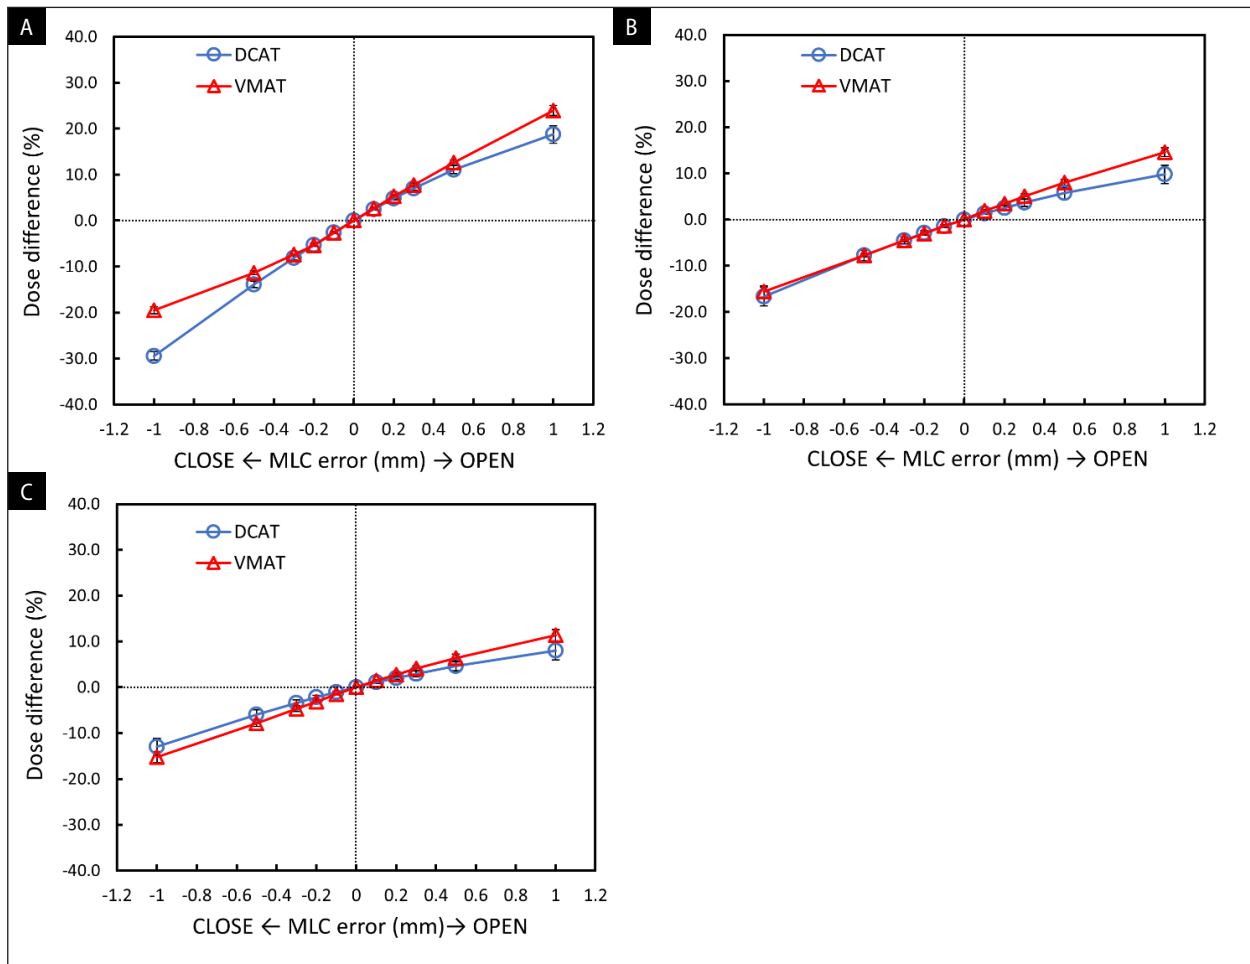 A
DCAT
VMAT
Dose difference (%)
40.0
30.0
20.0
10.0
0.0
-10.0
-20.0
-30.0
-40.0
-1.2 -1 -0.8 -0.6 -0.4 -0.2 0 0.2 0.4 0.6 0.8 1 1.2
CLOSE ← MLC error (mm) → OPEN
B
DCAT
VMAT
Dose difference (%)
40.0
30.0
20.0
10.0
0.0
-10.0
-20.0
-30.0
-40.0
-1.2 -1 -0.8 -0.6 -0.4 -0.2 0 0.2 0.4 0.6 0.8 1 1.2
CLOSE ← MLC error (mm) → OPEN
C
DCAT
VMAT
Dose difference (%)
40.0
30.0
20.0
10.0
0.0
-10.0
-20.0
-30.0
-40.0
-1.2 -1 -0.8 -0.6 -0.4 -0.2 0 0.2 0.4 0.6 0.8 1 1.2
CLOSE ← MLC error (mm)→ OPEN